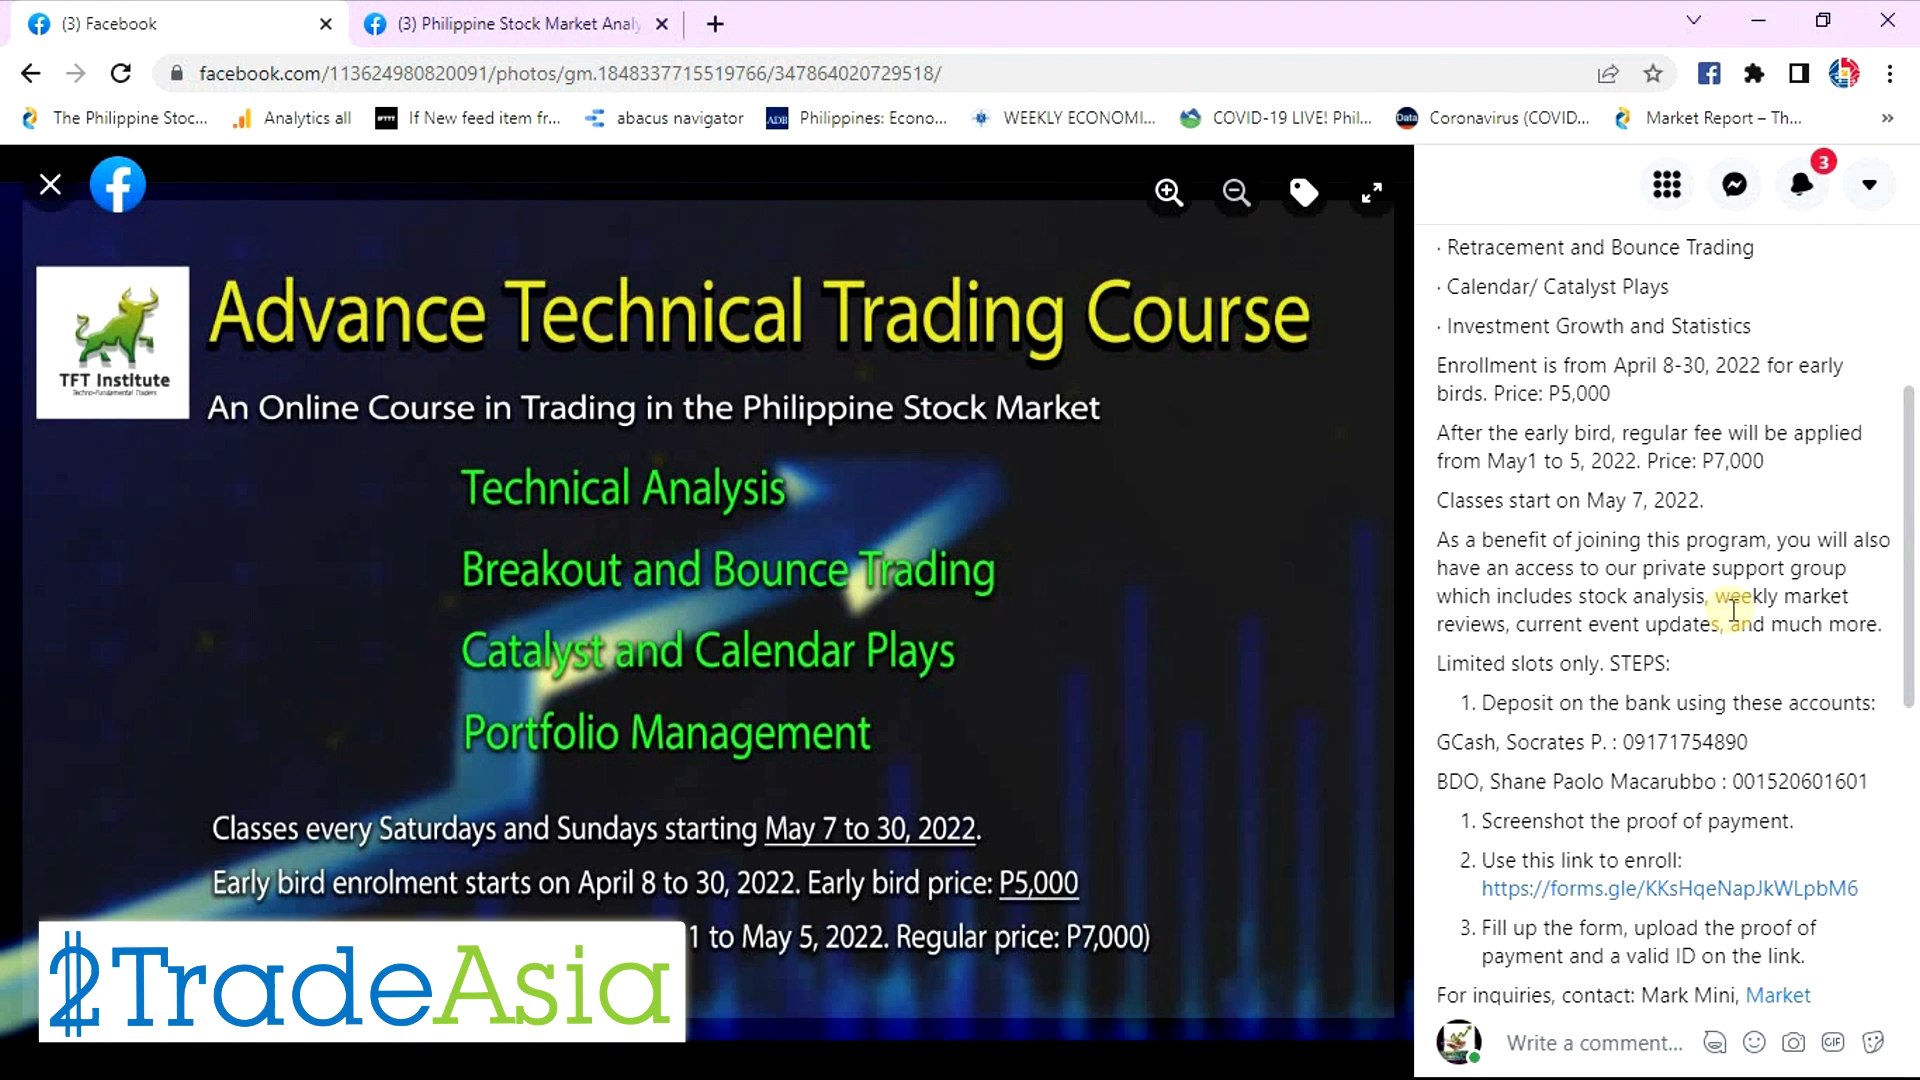 (3) Facebook
(3) Philippine Stock Market Anal
facebook.com/113624980820091/photos/gm.1848337715519766/347864020729518/
The Philippine Stoc...
Analytics all
IFTTT
If New feed item fr...
abacus navigator
ADB
Philippines: Econo...
WEEKLY ECONOMI...
COVID-19 LIVE! Phil...
Data
Coronavirus (COVID...
Market Report – Th...
»
3
Advance Technical Trading Course
TFT Institute
Techno-Fundamental Traders
An Online Course in Trading in the Philippine Stock Market
Technical Analysis
Breakout and Bounce Trading
Catalyst and Calendar Plays
Portfolio Management
Classes every Saturdays and Sundays starting May 7 to 30, 2022.
Early bird enrolment starts on April 8 to 30, 2022. Early bird price: P5,000
1 to May 5, 2022. Regular price: P7,000)
2TradeAsia
· Retracement and Bounce Trading
· Calendar/ Catalyst Plays
· Investment Growth and Statistics
Enrollment is from April 8-30, 2022 for early
birds. Price: P5,000
After the early bird, regular fee will be applied
from May1 to 5, 2022. Price: P7,000
Classes start on May 7, 2022.
As a benefit of joining this program, you will also
have an access to our private support group
which includes stock analysis, weekly market
reviews, current event updates, and much more.
Limited slots only. STEPS:
1. Deposit on the bank using these accounts:
GCash, Socrates P. : 09171754890
BDO, Shane Paolo Macarubbo : 001520601601
1. Screenshot the proof of payment.
2. Use this link to enroll:
https://forms.gle/KKsHqeNapJkWLpbM6
3. Fill up the form, upload the proof of
payment and a valid ID on the link.
For inquiries, contact: Mark Mini, Market
Write a comment...
GIF